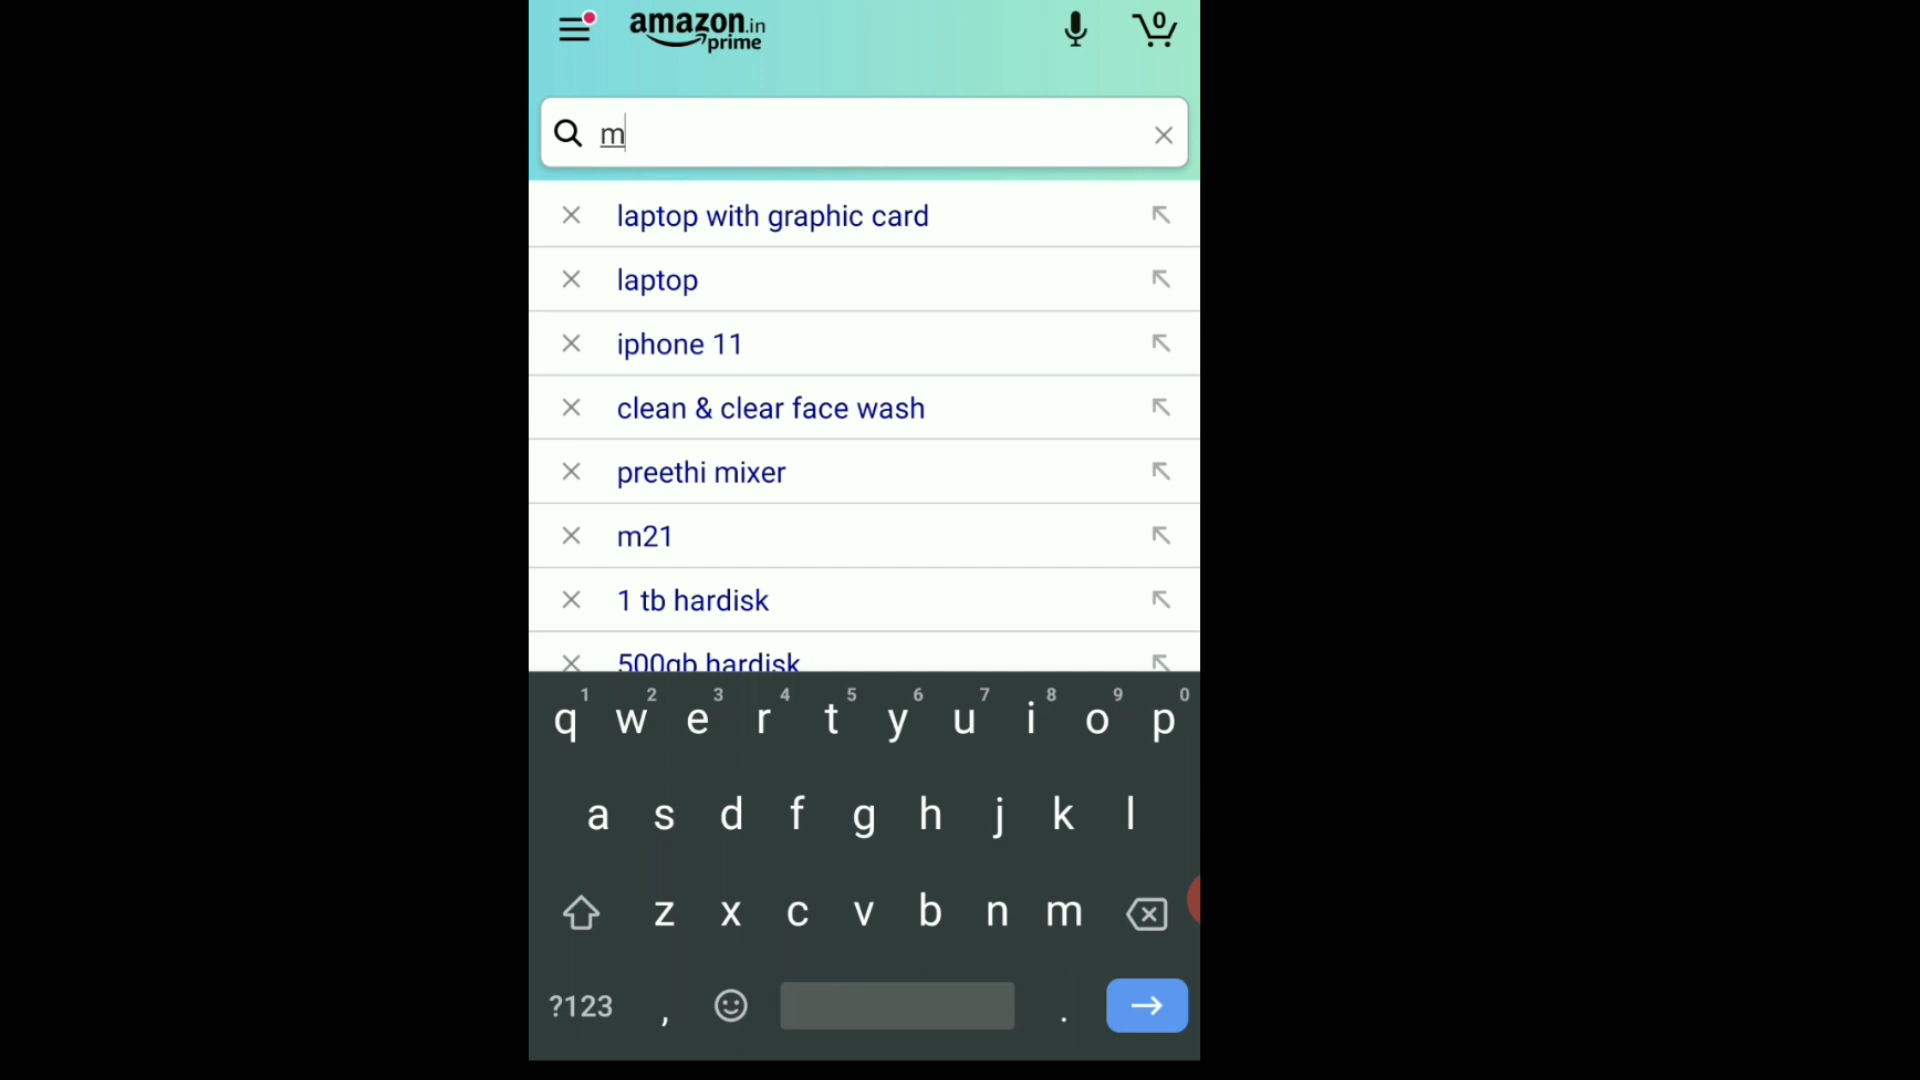 amazon.in
prime
0
m
laptop with graphic card
laptop
iphone 11
clean & clear face wash
preethi mixer
m21
1 tb hardisk
500gb hardisk
1 2 3 4 5 6 7 8 9 0
q w e r t y u i o p
a s d f g h j k l
z x c v b n m
?123 , .